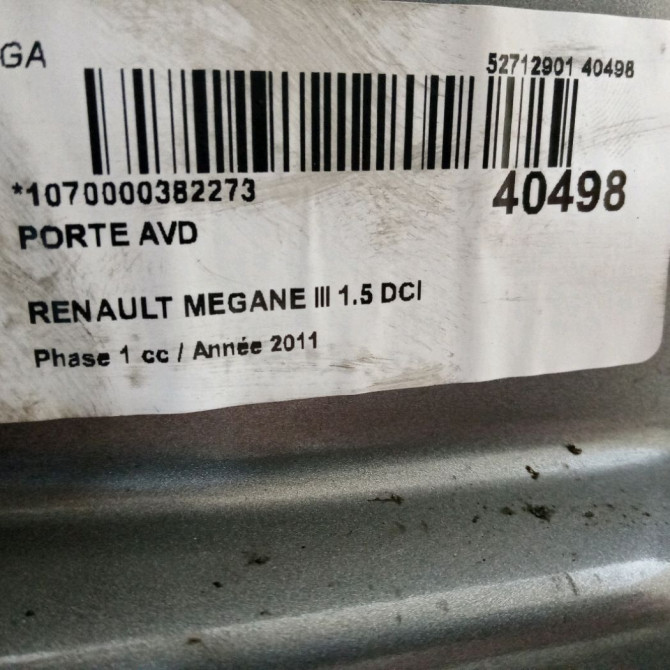 GA
52712901 40498
*1070000382273
40498
PORTE AVD
RENAULT MEGANE III 1.5 DCI
Phase 1 cc / Année 2011